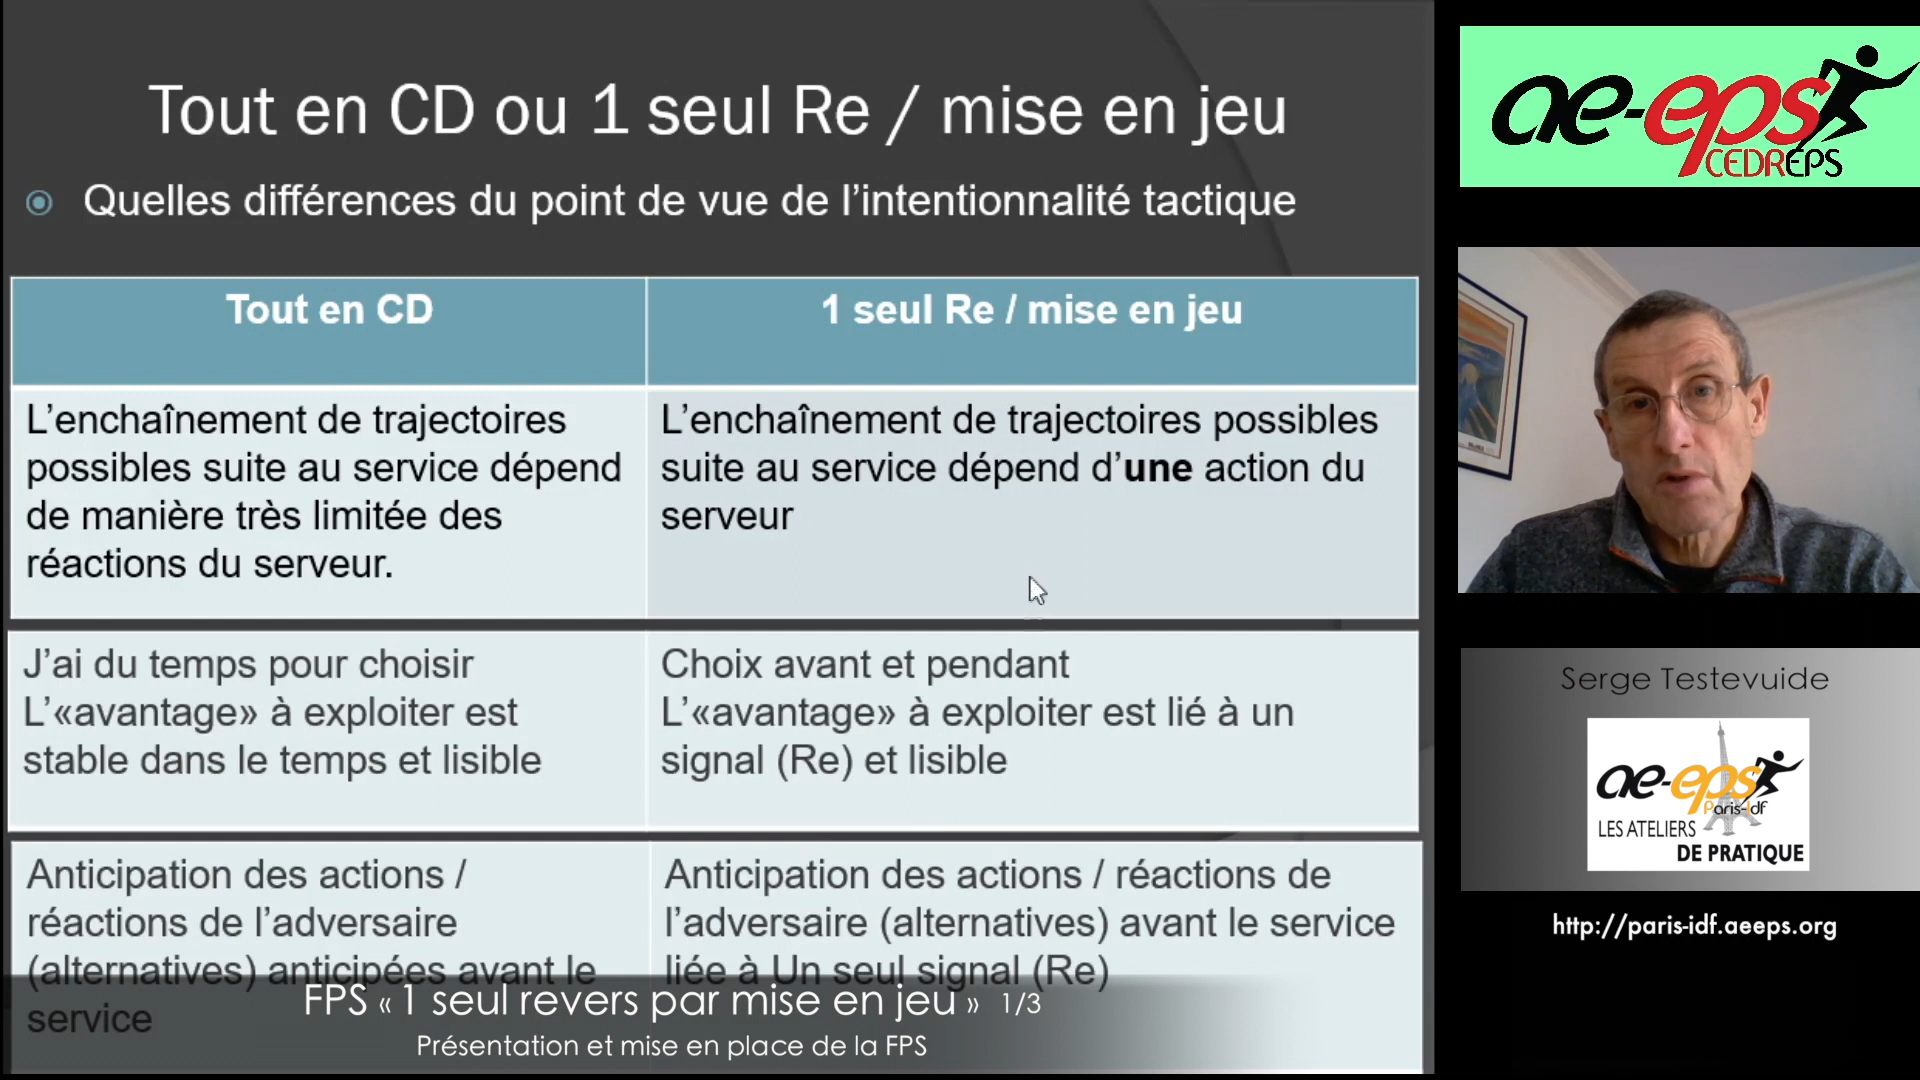 Tout en CD ou 1 seul Re / mise en jeu
Quelles différences du point de vue de l’intentionnalité tactique
Tout en CD
1 seul Re / mise en jeu
L’enchaînement de trajectoires
possibles suite au service dépend
de manière très limitée des
réactions du serveur.
L’enchaînement de trajectoires possibles
suite au service dépend d’une action du
serveur
J’ai du temps pour choisir
L’«avantage» à exploiter est
stable dans le temps et lisible
Choix avant et pendant
L’«avantage» à exploiter est lié à un
signal (Re) et lisible
Anticipation des actions /
réactions de l’adversaire
(alternatives) anticipées avant le
service
Anticipation des actions / réactions de
l’adversaire (alternatives) avant le service
liée à Un seul signal (Re)
FPS « 1 seul revers par mise en jeu » 1/3
Présentation et mise en place de la FPS
ae-eps
CEDREPS
Serge Testevuide
ae-eps
Paris-Idf
LES ATELIERS
DE PRATIQUE
http://paris-idf.aeeps.org